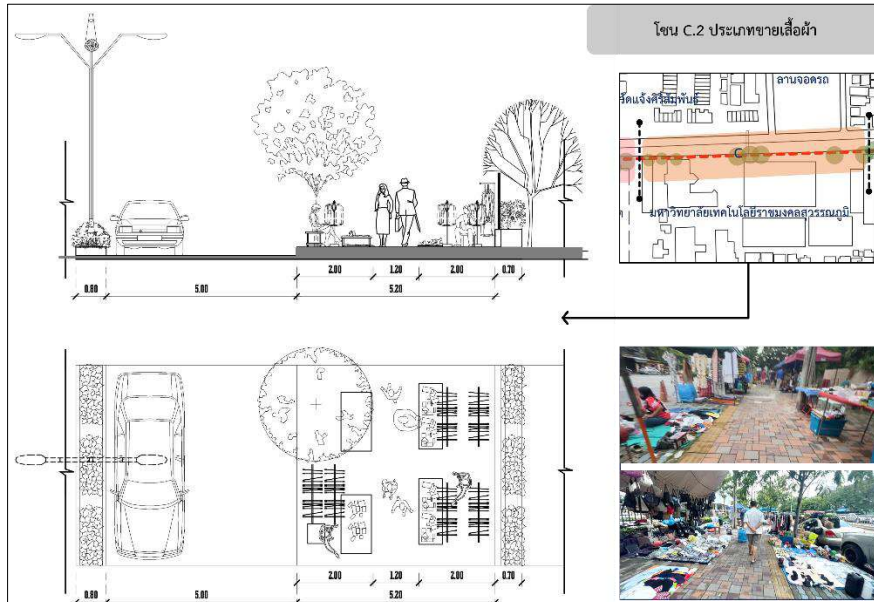 โซน C.2 ประเภทขายเสื้อผ้า
ลานจอดรถ
วัดแจ้งศิริสัมพันธ์
C
มหาวิทยาลัยเทคโนโลยีราชมงคลสุวรรณภูมิ
2.00 1.20 2.00 0.70
0.80 5.00 5.20
2.00 1.20 2.00 0.70
0.80 5.00 5.20